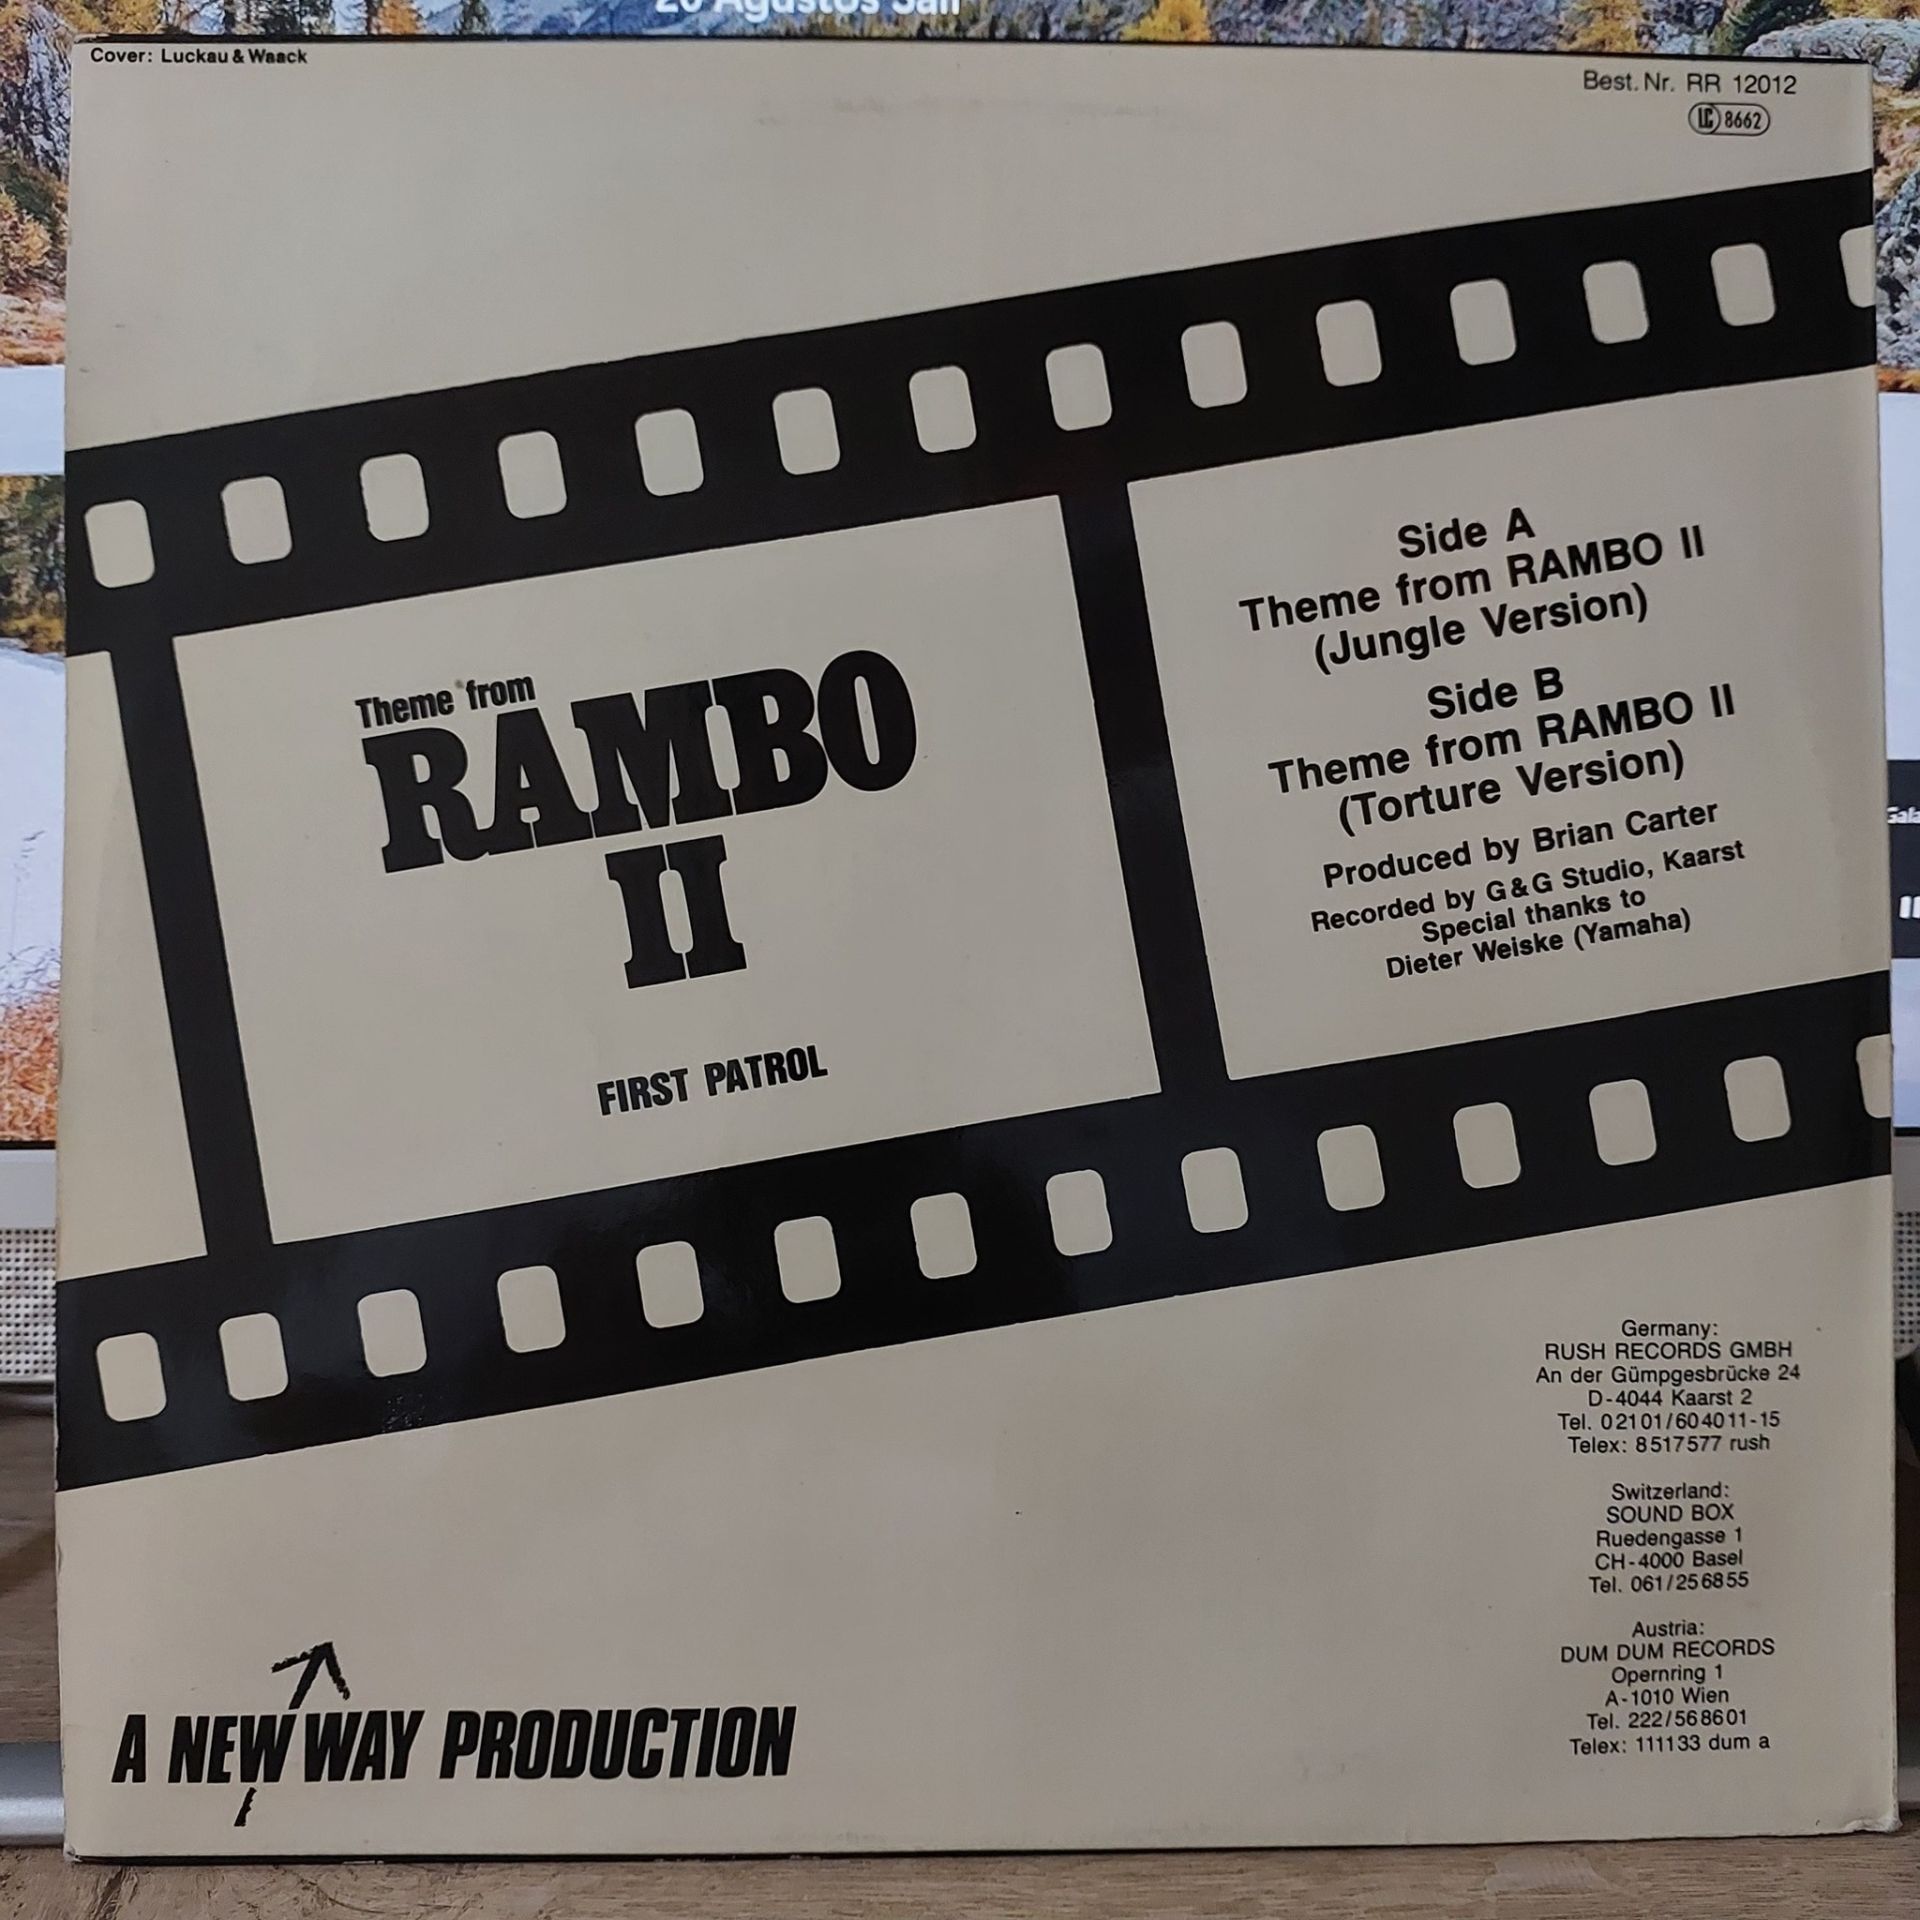 Ağustos
Cover: Luckau & Waack
Best. Nr. RR 12012
LC 8662
Theme from
RAMBO
II
FIRST PATROL
Side A
Theme from RAMBO II
(Jungle Version)
Side B
Theme from RAMBO II
(Torture Version)
Produced by Brian Carter
Recorded by G & G Studio, Kaarst
Special thanks to
Dieter Weiske (Yamaha)
Germany:
RUSH RECORDS GMBH
An der Gümpgesbrücke 24
D-4044 Kaarst 2
Tel. 02101/604011-15
Telex: 8517577 rush
Switzerland:
SOUND BOX
Ruedengasse 1
CH-4000 Basel
Tel. 061/256855
Austria:
DUM DUM RECORDS
Opernring 1
A-1010 Wien
Tel. 222/568601
Telex: 111133 dum a
A NEW WAY PRODUCTION